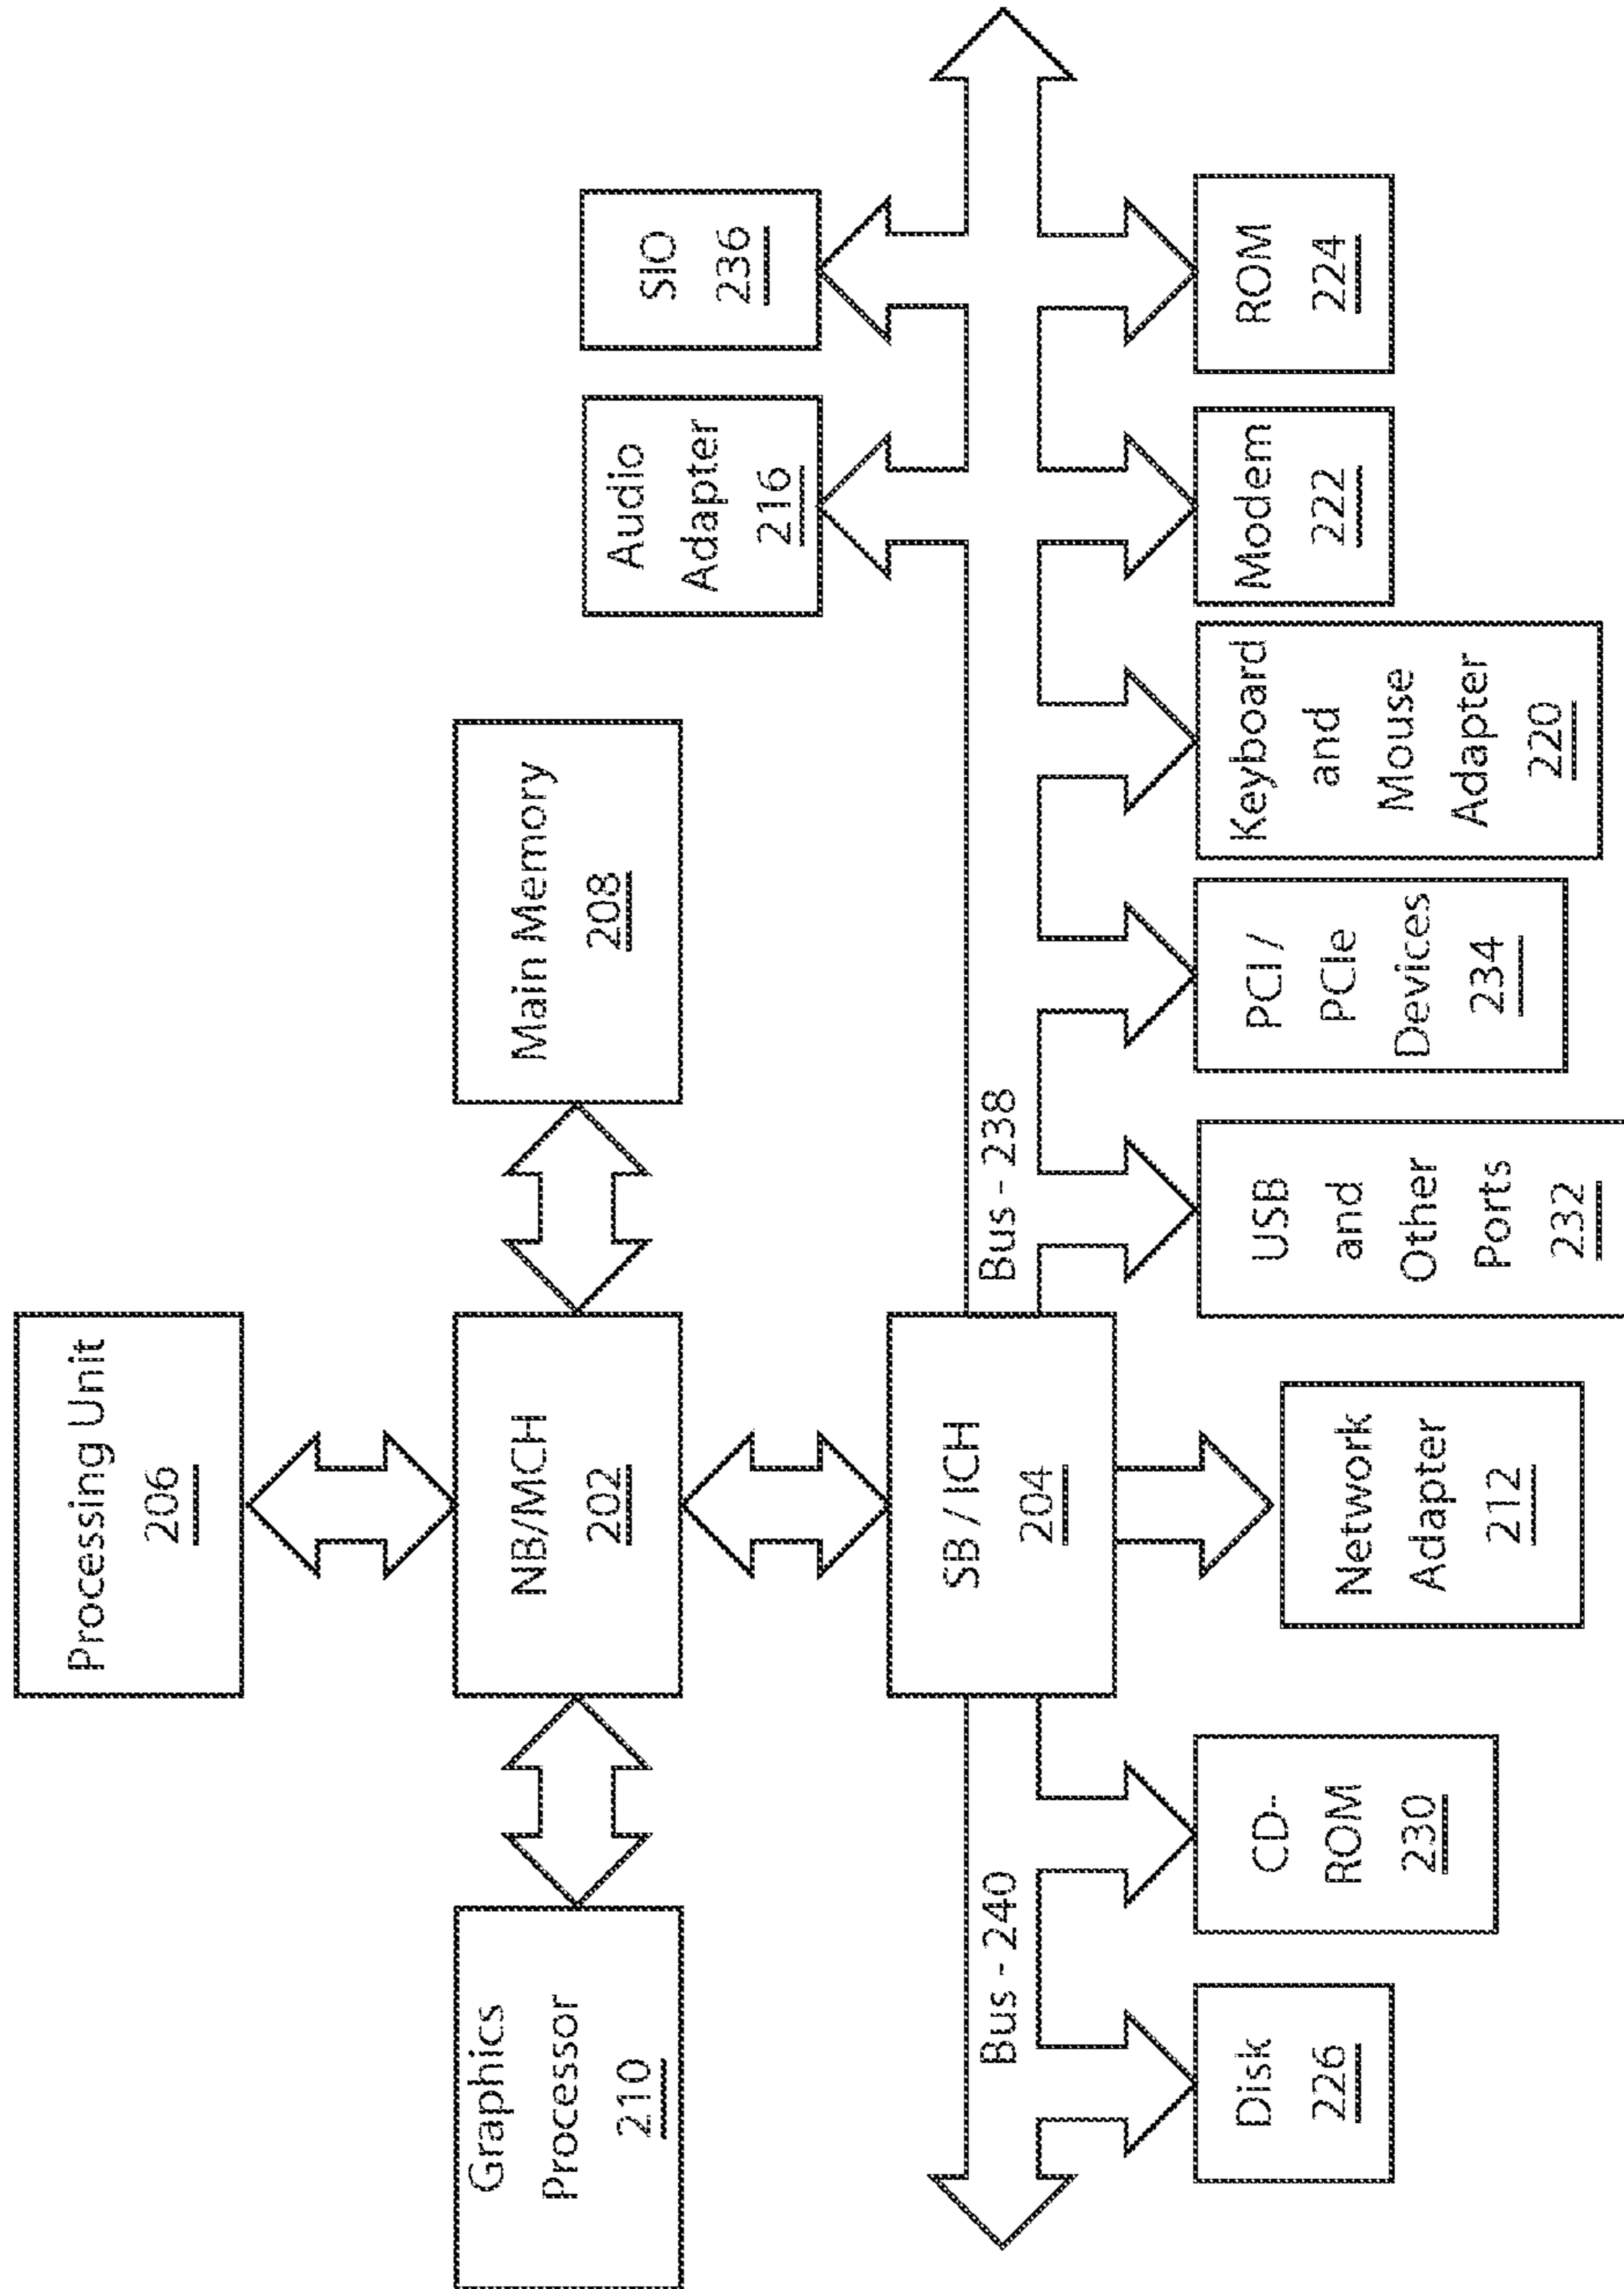 Processing Unit
206
Graphics
Processor
210
NB/MCH
202
Main Memory
208
Audio
Adapter
216
SIO
236
SB / ICH
204
Bus - 240
Bus - 238
Disk
226
CD-
ROM
230
Network
Adapter
212
USB
and
Other
Ports
232
PCI /
PCIe
Devices
234
Keyboard
and
Mouse
Adapter
220
Modem
222
ROM
224